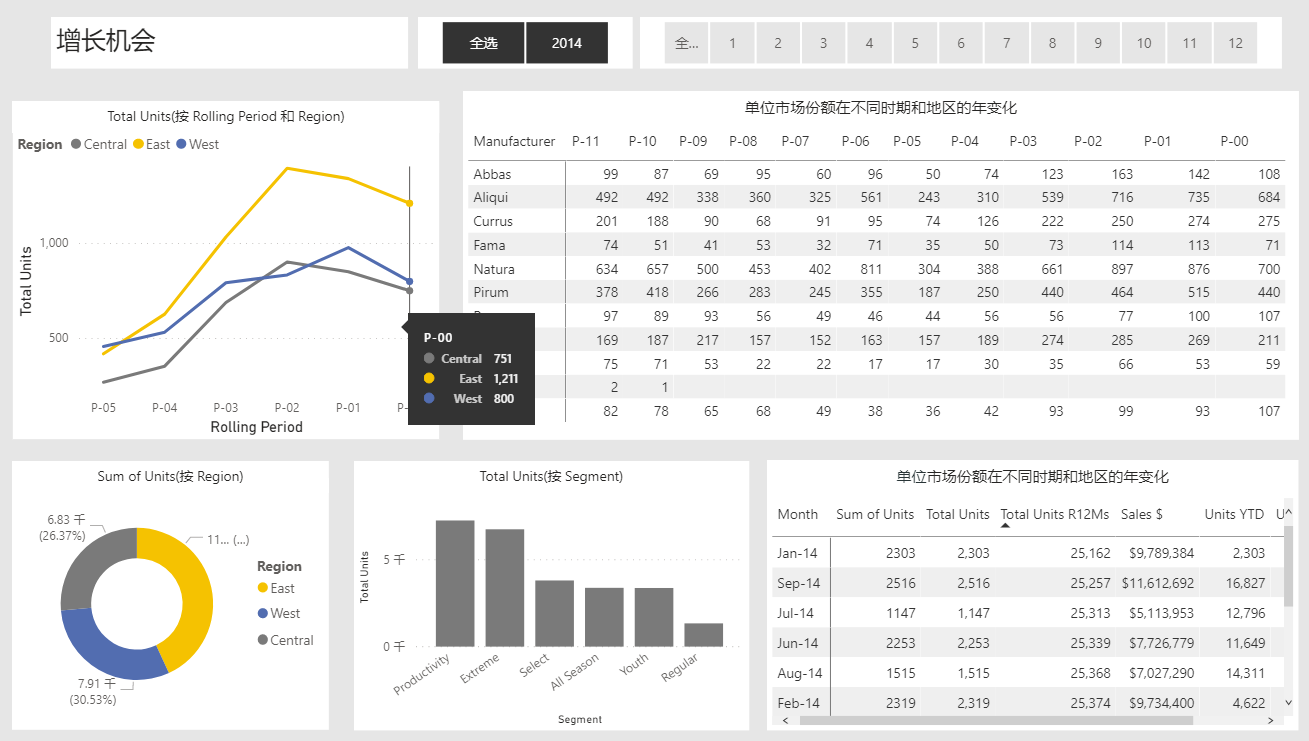 增长机会
全选 2014
全... 1 2 3 4 5 6 7 8 9 10 11 12
Total Units(按 Rolling Period 和 Region)
Region Central East West
Total Units
1,000
500
P-05 P-04 P-03 P-02 P-01 P-
Rolling Period
P-00
Central 751
East 1,211
West 800
单位市场份额在不同时期和地区的年变化
Manufacturer P-11 P-10 P-09 P-08 P-07 P-06 P-05 P-04 P-03 P-02 P-01 P-00
Abbas 99 87 69 95 60 96 50 74 123 163 142 108
Aliqui 492 492 338 360 325 561 243 310 539 716 735 684
Currus 201 188 90 68 91 95 74 126 222 250 274 275
Fama 74 51 41 53 32 71 35 50 73 114 113 71
Natura 634 657 500 453 402 811 304 388 661 897 876 700
Pirum 378 418 266 283 245 355 187 250 440 464 515 440
97 89 93 56 49 46 44 56 56 77 100 107
169 187 217 157 152 163 157 189 274 285 269 211
75 71 53 22 22 17 17 30 35 66 53 59
2 1
82 78 65 68 49 38 36 42 93 99 93 107
Sum of Units(按 Region)
6.83 千
(26.37%)
11... (...)
7.91 千
(30.53%)
Region
East
West
Central
Total Units(按 Segment)
Total Units
5 千
0 千
Productivity Extreme Select All Season Youth Regular
Segment
单位市场份额在不同时期和地区的年变化
Month Sum of Units Total Units Total Units R12Ms Sales $ Units YTD U
Jan-14 2303 2,303 25,162 $9,789,384 2,303
Sep-14 2516 2,516 25,257 $11,612,692 16,827
Jul-14 1147 1,147 25,313 $5,113,953 12,796
Jun-14 2253 2,253 25,339 $7,726,779 11,649
Aug-14 1515 1,515 25,368 $7,027,290 14,311
Feb-14 2319 2,319 25,374 $9,734,400 4,622